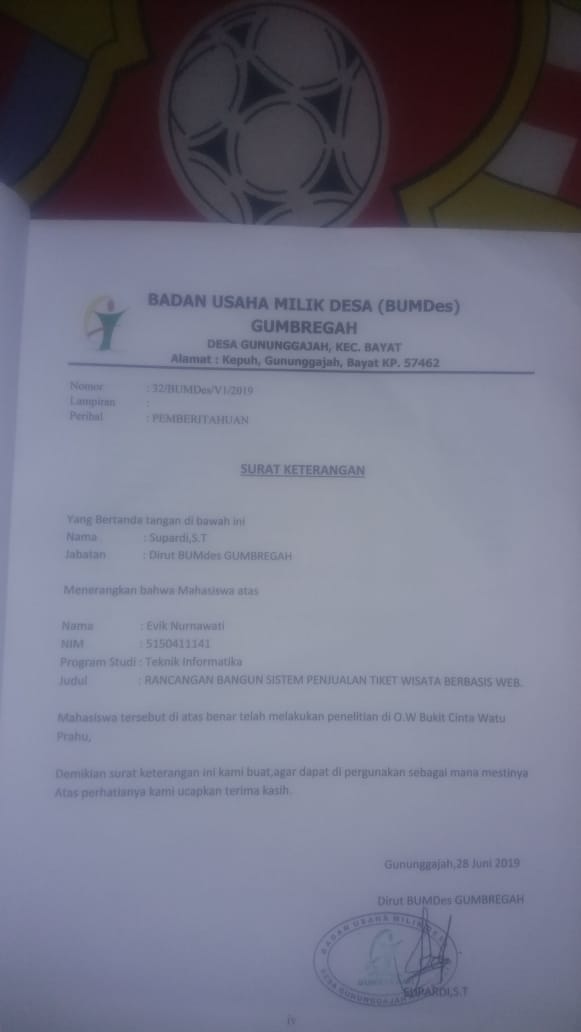 BADAN USAHA MILIK DESA (BUMDes)
GUMBREGAH
DESA GUNUNGGAJAH, KEC. BAYAT
Alamat : Kepuh, Gununggajah, Bayat KP. 57462
Nomor : 32/BUMDes/V1/2019
Lampiran :
Perihal : PEMBERITAHUAN
SURAT KETERANGAN
Yang Bertanda tangan di bawah ini
Nama : Supardi,S.T
Jabatan : Dirut BUMdes GUMBREGAH
Menerangkan bahwa Mahasiswa atas
Nama : Evik Nurnawati
NIM : 5150411141
Program Studi : Teknik Informatika
Judul : RANCANGAN BANGUN SISTEM PENJUALAN TIKET WISATA BERBASIS WEB.
Mahasiswa tersebut di atas benar telah melakukan penelitian di O.W Bukit Cinta Watu
Prahu,
Demikian surat keterangan ini kami buat,agar dapat di pergunakan sebagai mana mestinya
Atas perhatianya kami ucapkan terima kasih.
Gununggajah,28 Juni 2019
Dirut BUMDes GUMBREGAH
BADAN USAHA MILIK
DESA GUNUNGGAJAH
SUPARDI,S.T
iv